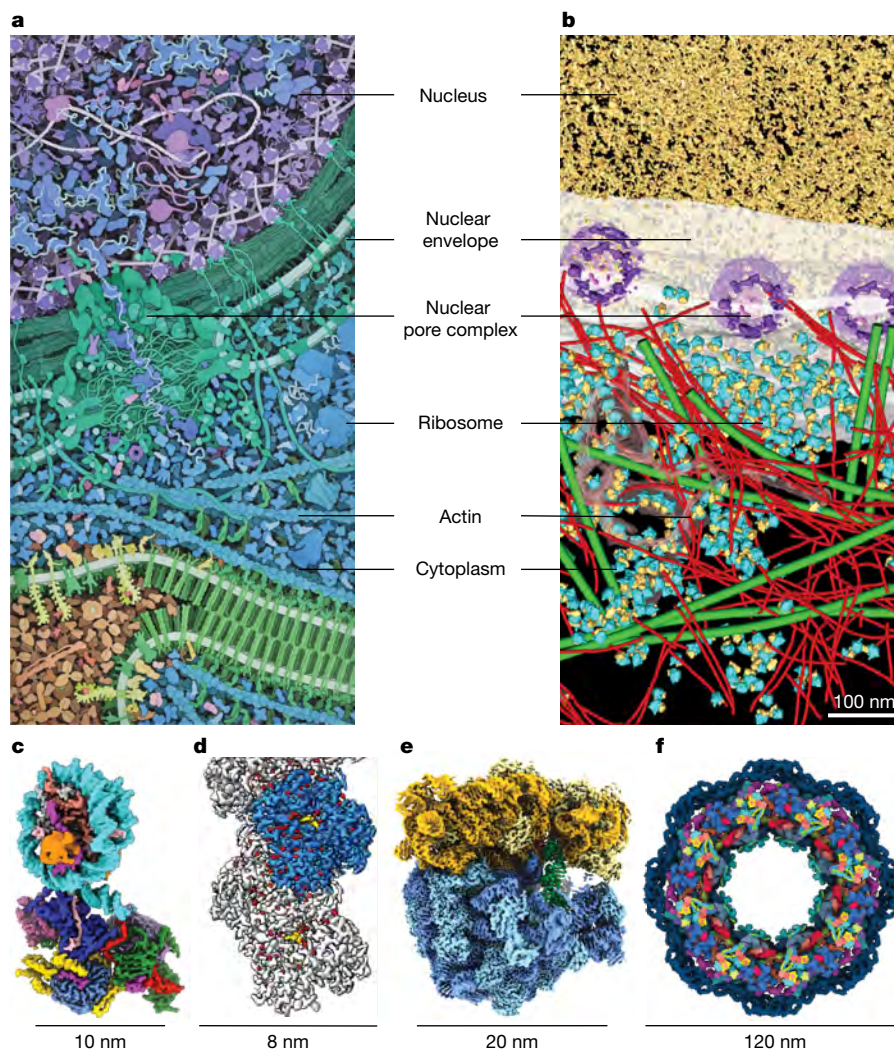 a
b
Nucleus
Nuclear
envelope
Nuclear
pore complex
Ribosome
Actin
Cytoplasm
100 nm
c
d
e
f
10 nm
8 nm
20 nm
120 nm